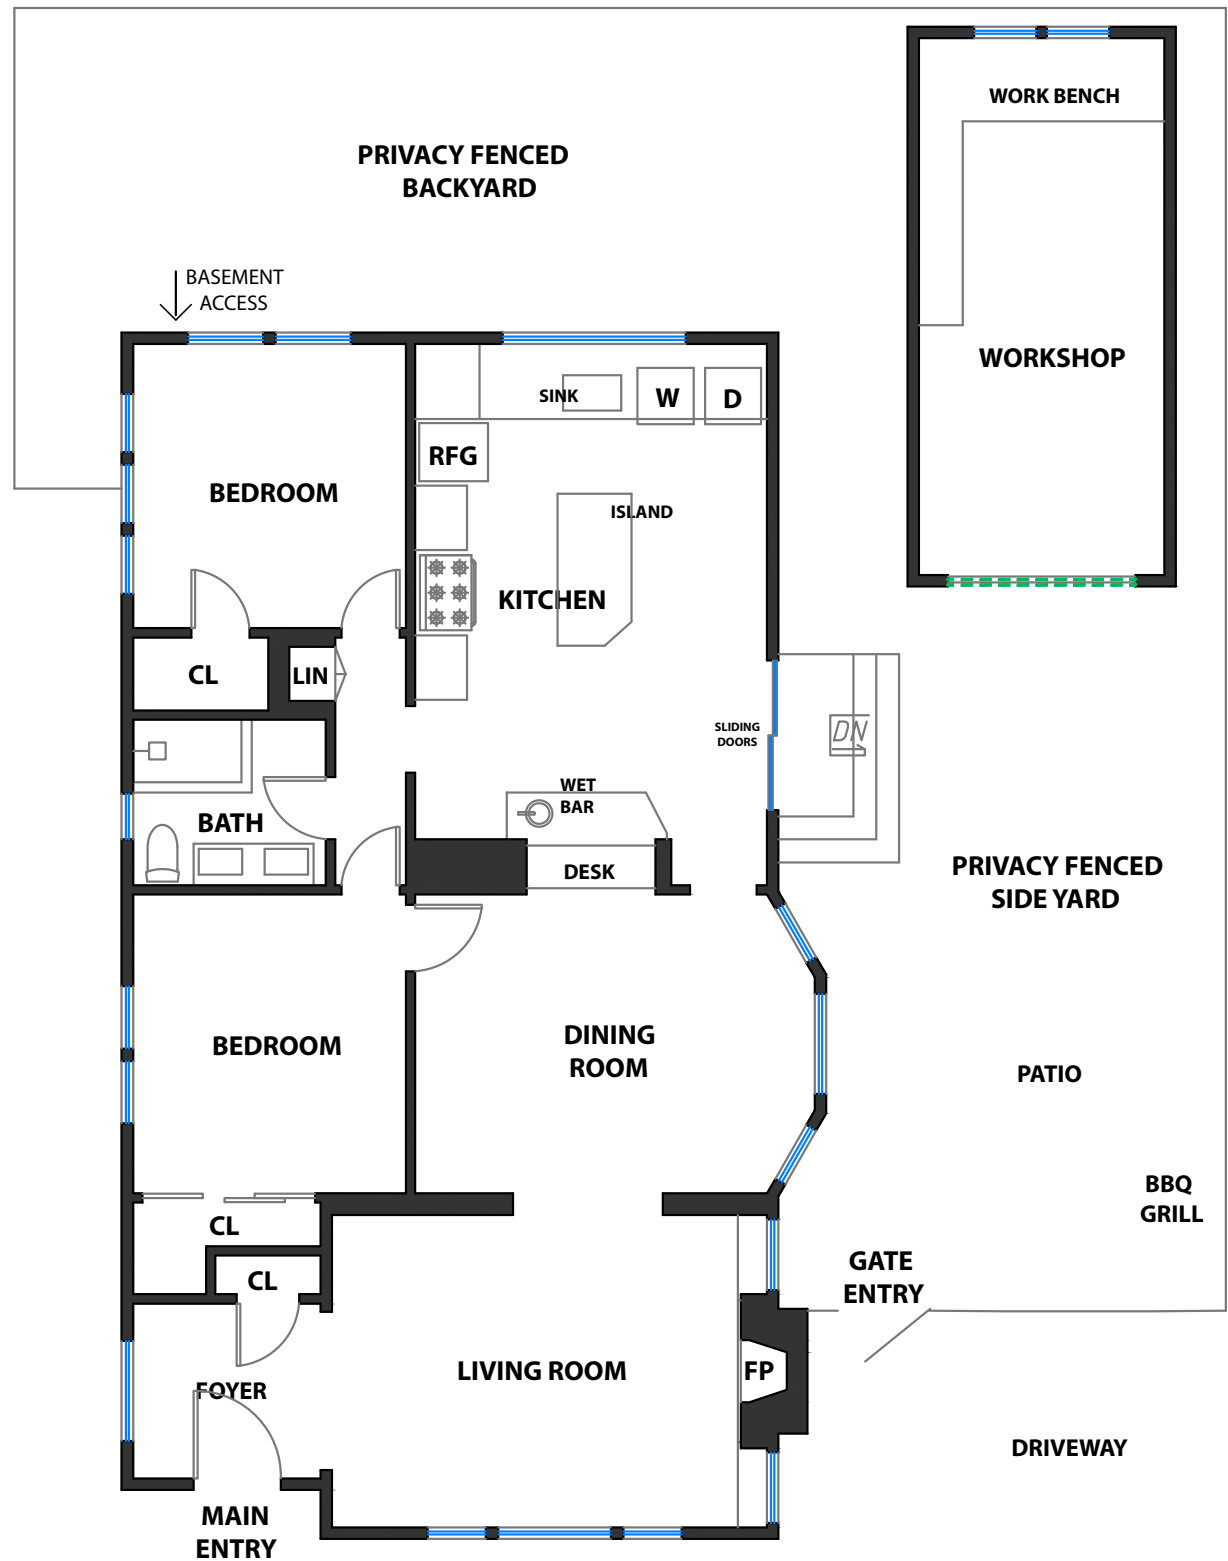 WORK BENCH
PRIVACY FENCED
BACKYARD
BASEMENT
ACCESS
WORKSHOP
SINK
W
D
RFG
BEDROOM
ISLAND
KITCHEN
CL
LIN
SLIDING
DOORS
DN
WET
BAR
BATH
DESK
PRIVACY FENCED
SIDE YARD
BEDROOM
DINING
ROOM
PATIO
BBQ
GRILL
CL
CL
GATE
ENTRY
LIVING ROOM
FP
FOYER
DRIVEWAY
MAIN
ENTRY